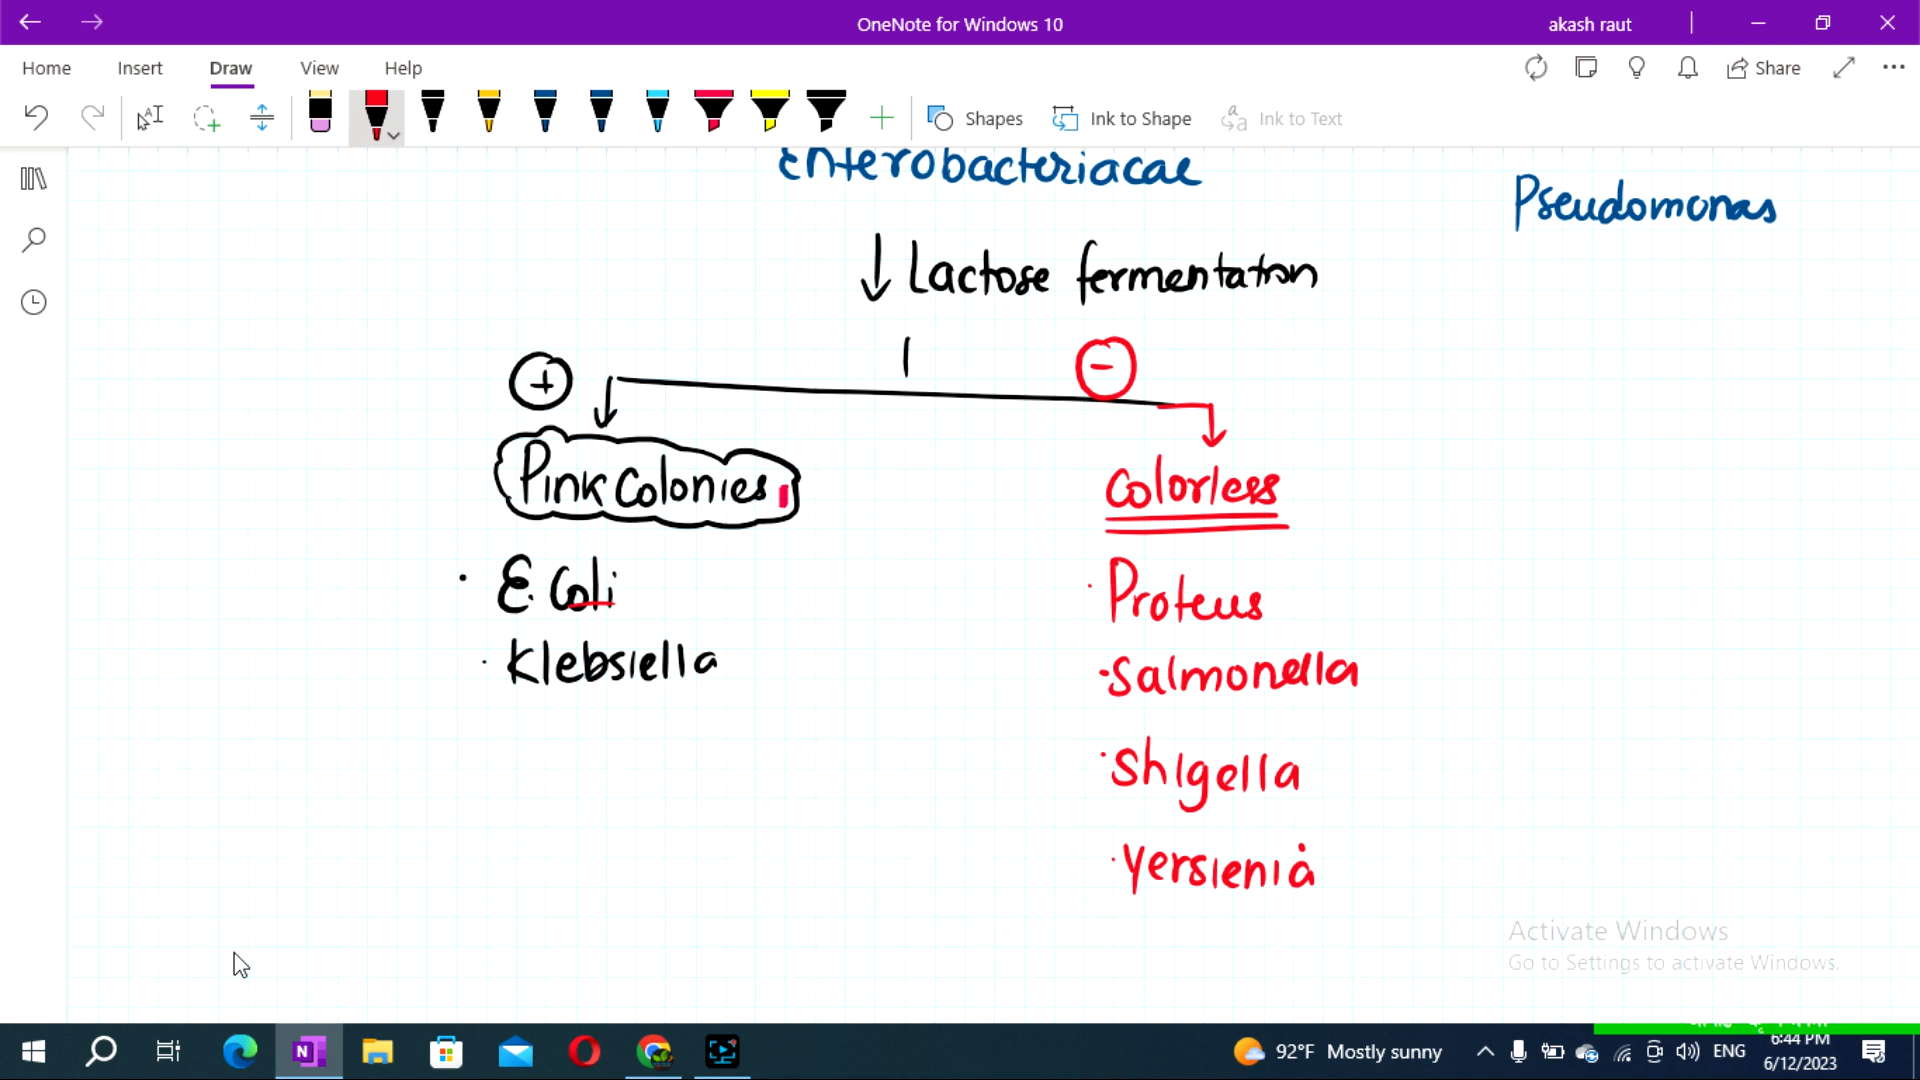 OneNote for Windows 10
akash raut
Home Insert Draw View Help
Share
Shapes
Ink to Shape
Ink to Text
Enterobacteriacae
Pseudomonas
↓ Lactose fermentation
+
-
Pink Colonies
Colorless
· E. Coli
· Klebsiella
· Proteus
· Salmonella
· Shigella
· Yersienia
Activate Windows
Go to Settings to activate Windows.
92°F Mostly sunny
ENG
6:44 PM
6/12/2023